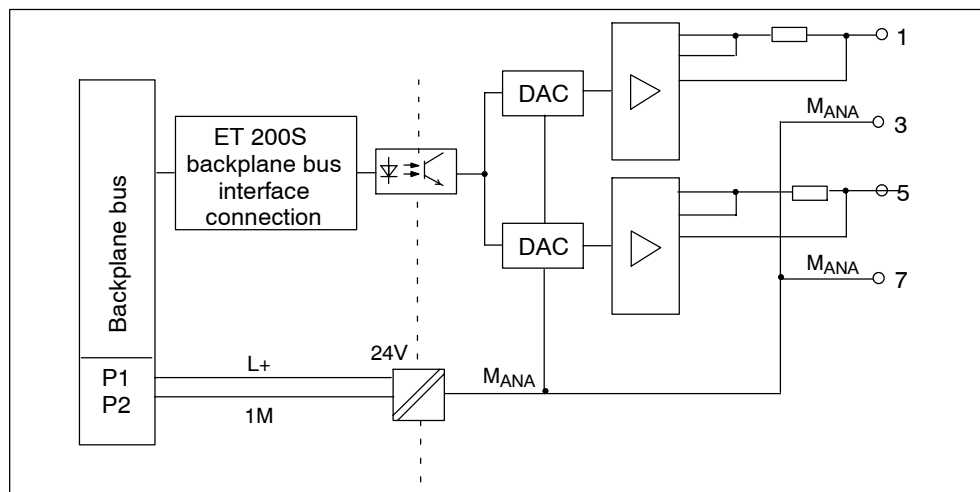 Backplane bus
P1
P2
ET 200S
backplane bus
interface
connection
DAC
DAC
1
MANA
3
5
MANA
7
24V
L+
1M
MANA